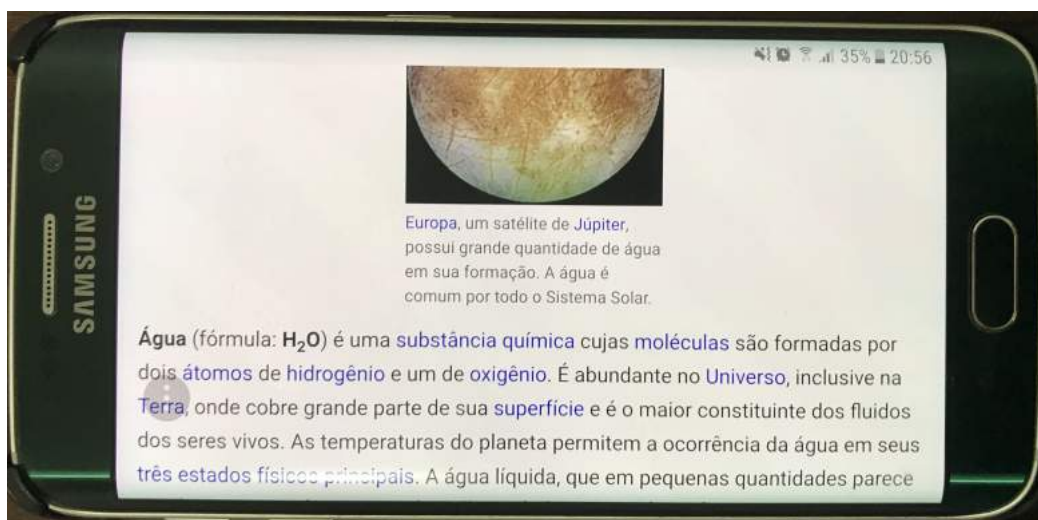 SAMSUNG
35% 20:56
Europa, um satélite de Júpiter,
possui grande quantidade de água
em sua formação. A água é
comum por todo o Sistema Solar.
Água (fórmula: H₂O) é uma substância química cujas moléculas são formadas por
dois átomos de hidrogênio e um de oxigênio. É abundante no Universo, inclusive na
Terra, onde cobre grande parte de sua superfície e é o maior constituinte dos fluidos
dos seres vivos. As temperaturas do planeta permitem a ocorrência da água em seus
três estados físicos principais. A água líquida, que em pequenas quantidades parece